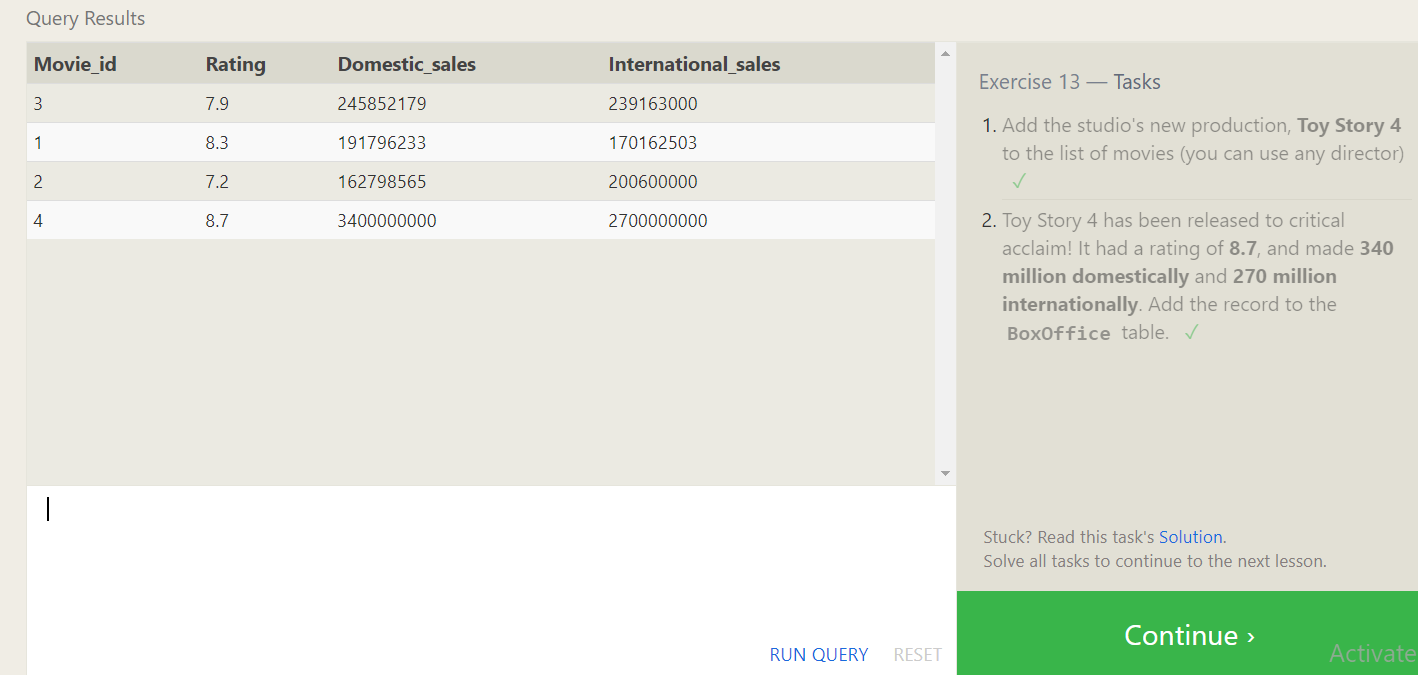 Query Results
Movie_id Rating Domestic_sales International_sales
3 7.9 245852179 239163000
1 8.3 191796233 170162503
2 7.2 162798565 200600000
4 8.7 3400000000 2700000000
RUN QUERY RESET
Exercise 13 — Tasks
1. Add the studio's new production, Toy Story 4
to the list of movies (you can use any director)
✓
2. Toy Story 4 has been released to critical
acclaim! It had a rating of 8.7, and made 340
million domestically and 270 million
internationally. Add the record to the
BoxOffice table. ✓
Stuck? Read this task's Solution.
Solve all tasks to continue to the next lesson.
Continue ›
Activate